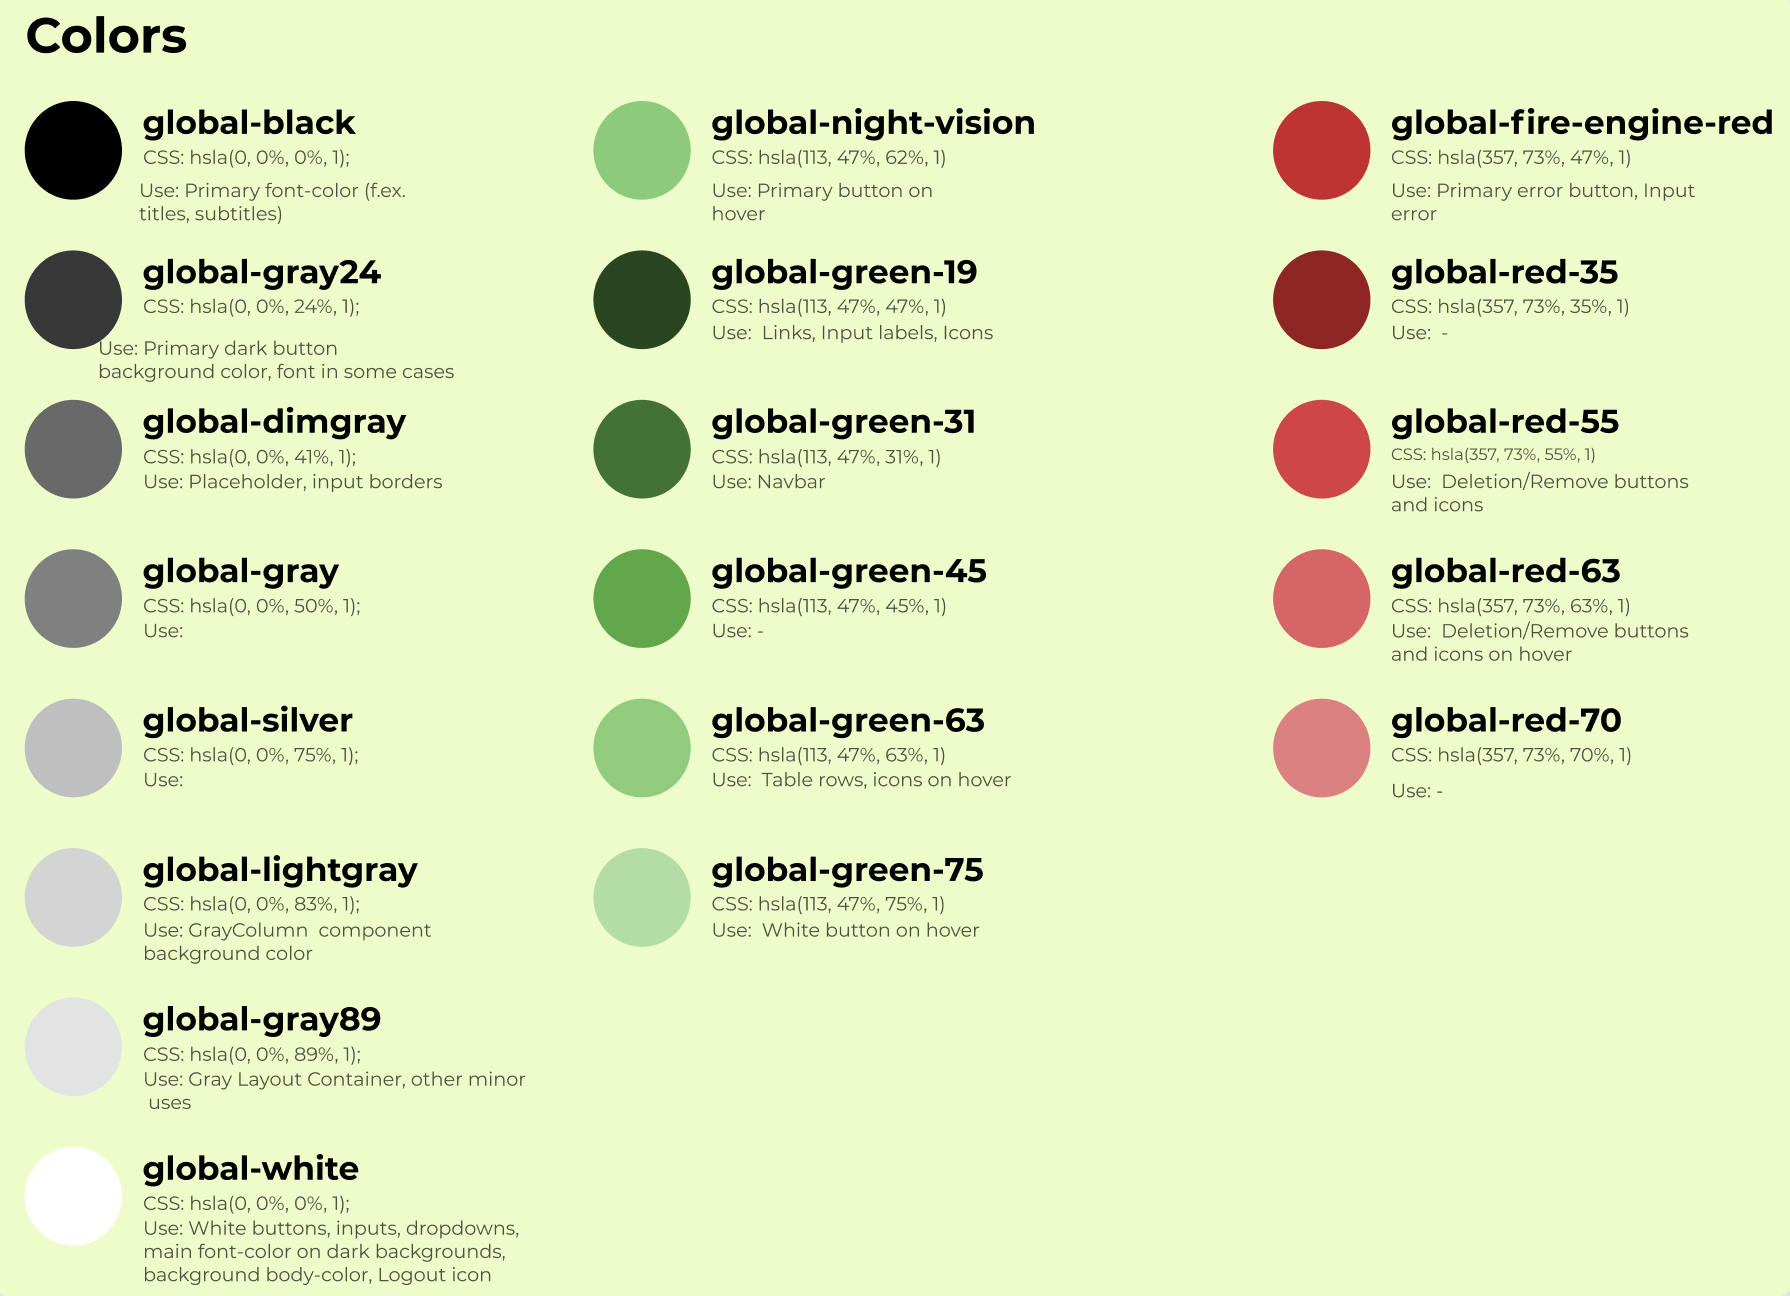 Colors
global-black
CSS: hsla(0, 0%, 0%, 1);
Use: Primary font-color (f.ex.
titles, subtitles)
global-gray24
CSS: hsla(0, 0%, 24%, 1);
Use: Primary dark button
background color, font in some cases
global-dimgray
CSS: hsla(0, 0%, 41%, 1);
Use: Placeholder, input borders
global-gray
CSS: hsla(0, 0%, 50%, 1);
Use:
global-silver
CSS: hsla(0, 0%, 75%, 1);
Use:
global-lightgray
CSS: hsla(0, 0%, 83%, 1);
Use: GrayColumn  component
background color
global-gray89
CSS: hsla(0, 0%, 89%, 1);
Use: Gray Layout Container, other minor
uses
global-white
CSS: hsla(0, 0%, 0%, 1);
Use: White buttons, inputs, dropdowns,
main font-color on dark backgrounds,
background body-color, Logout icon
global-night-vision
CSS: hsla(113, 47%, 62%, 1)
Use: Primary button on
hover
global-green-19
CSS: hsla(113, 47%, 47%, 1)
Use:  Links, Input labels, Icons
global-green-31
CSS: hsla(113, 47%, 31%, 1)
Use: Navbar
global-green-45
CSS: hsla(113, 47%, 45%, 1)
Use: -
global-green-63
CSS: hsla(113, 47%, 63%, 1)
Use:  Table rows, icons on hover
global-green-75
CSS: hsla(113, 47%, 75%, 1)
Use:  White button on hover
global-fire-engine-red
CSS: hsla(357, 73%, 47%, 1)
Use: Primary error button, Input
error
global-red-35
CSS: hsla(357, 73%, 35%, 1)
Use:  -
global-red-55
CSS: hsla(357, 73%, 55%, 1)
Use:  Deletion/Remove buttons
and icons
global-red-63
CSS: hsla(357, 73%, 63%, 1)
Use:  Deletion/Remove buttons
and icons on hover
global-red-70
CSS: hsla(357, 73%, 70%, 1)
Use: -